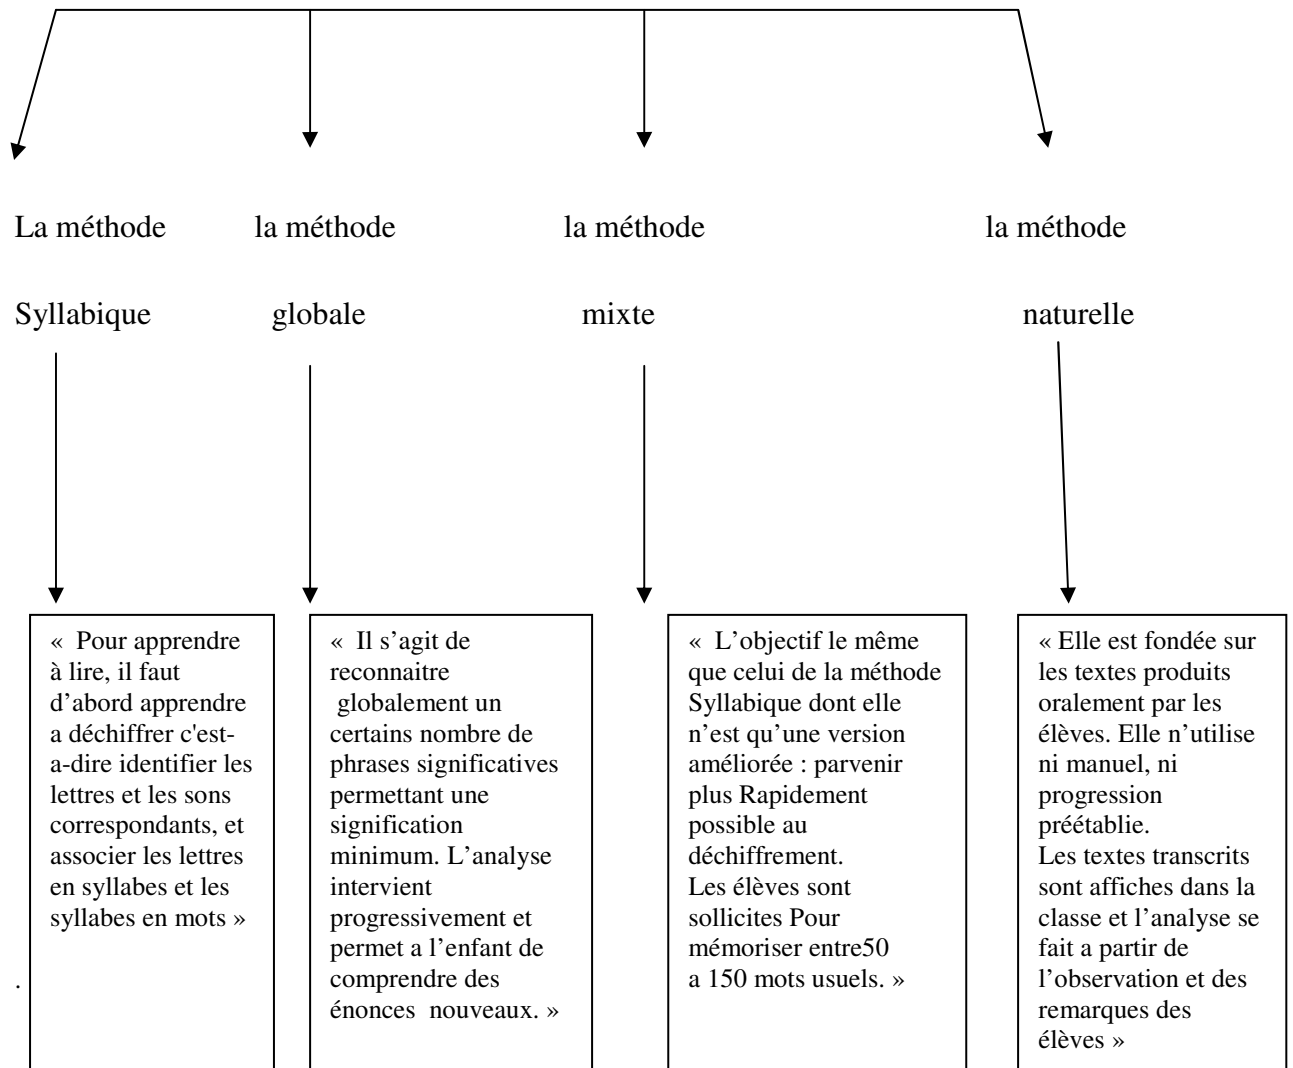 La méthode
la méthode
la méthode
la méthode
Syllabique
globale
mixte
naturelle
«  Pour apprendre
à lire, il faut
d’abord apprendre
a déchiffrer c'est-
a-dire identifier les
lettres et les sons
correspondants, et
associer les lettres
en syllabes et les
syllabes en mots »
.
«  Il s’agit de
reconnaitre
globalement un
certains nombre de
phrases significatives
permettant une
signification
minimum. L’analyse
intervient
progressivement et
permet a l’enfant de
comprendre des
énonces  nouveaux. »
«  L’objectif le même
que celui de la méthode
Syllabique dont elle
n’est qu’une version
améliorée : parvenir
plus Rapidement
possible au
déchiffrement.
Les élèves sont
sollicites Pour
mémoriser entre50
a 150 mots usuels. »
« Elle est fondée sur
les textes produits
oralement par les
élèves. Elle n’utilise
ni manuel, ni
progression
préétablie.
Les textes transcrits
sont affiches dans la
classe et l’analyse se
fait a partir de
l’observation et des
remarques des
élèves »